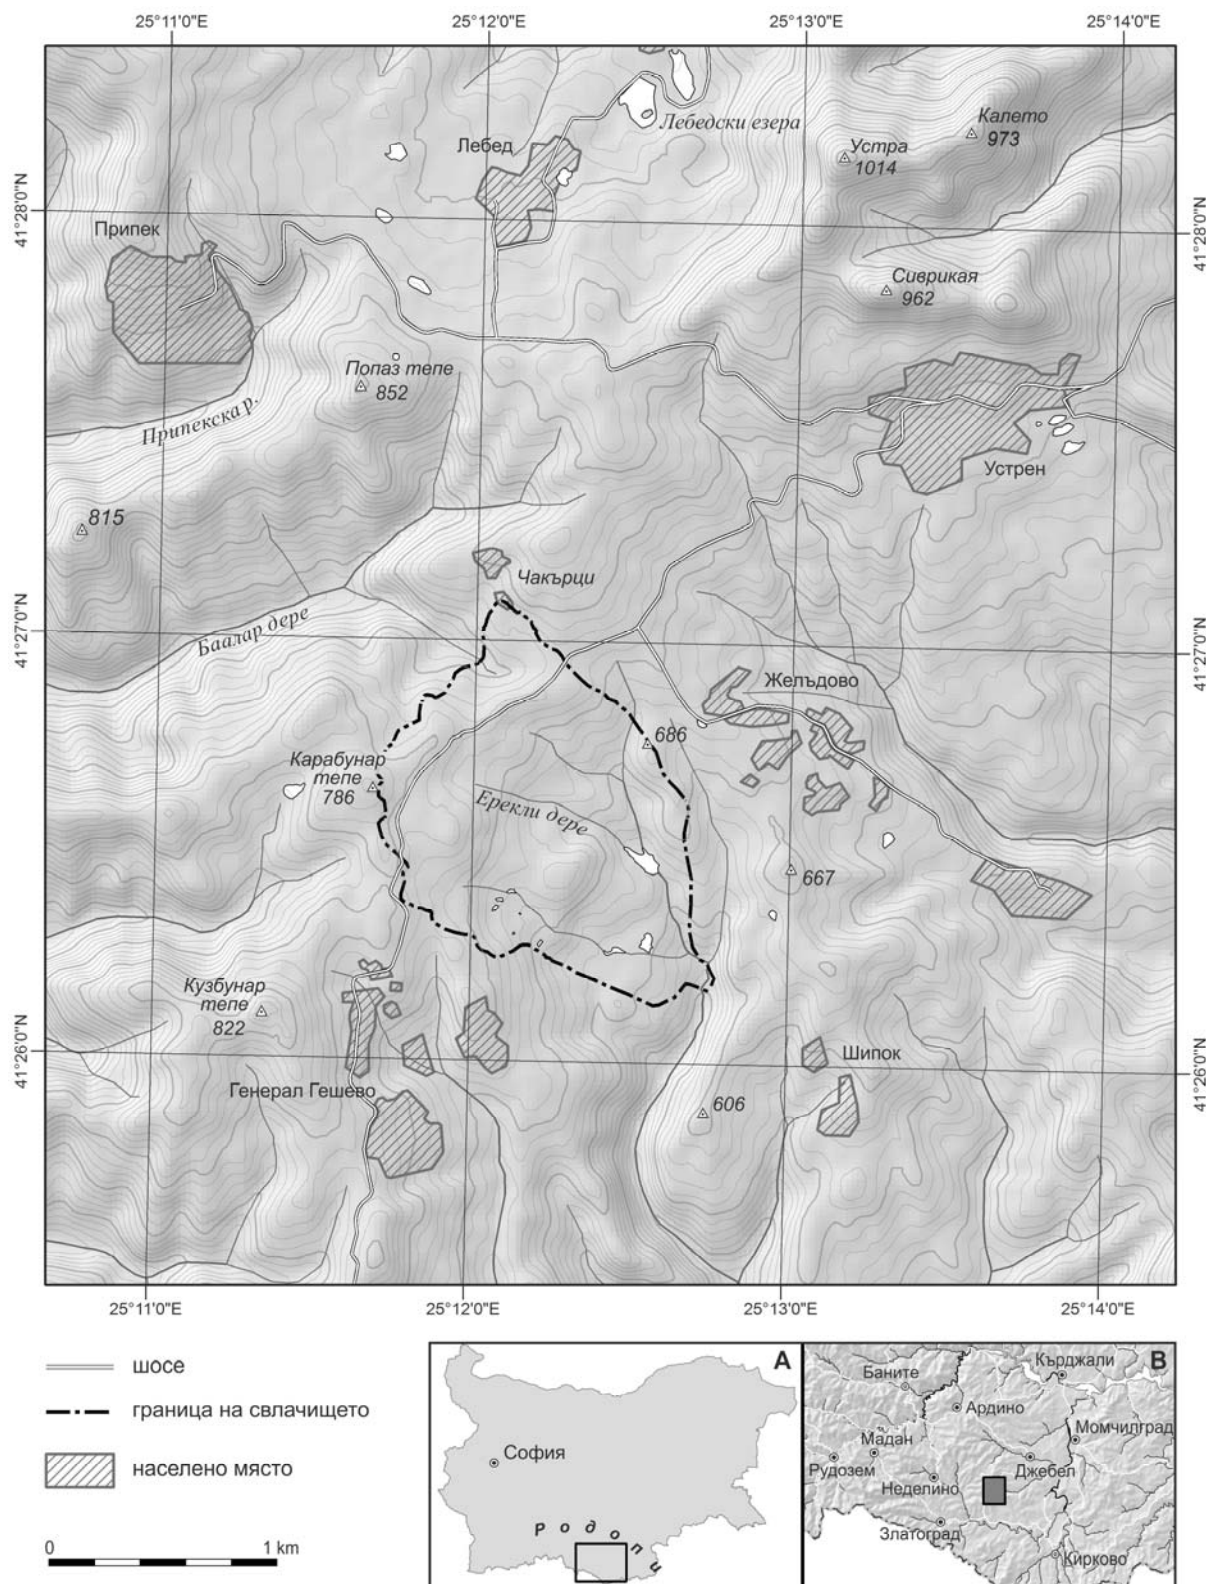 25°11'0"E
25°12'0"E
25°13'0"E
25°14'0"E
Лебедски езера
Калето
973
Устра
1014
Лебед
41°28'0"N
41°28'0"N
Припек
Сиврикая
962
Попаз тепе
852
Припекска р.
Устрен
815
Чакърци
Баалар дере
41°27'0"N
41°27'0"N
Желъдово
686
Карабунар
тепе
786
Ерекли дере
667
Кузбунар
тепе
822
41°26'0"N
41°26'0"N
Шипок
Генерал Гешево
606
25°11'0"E
25°12'0"E
25°13'0"E
25°14'0"E
шосе
граница на свлачището
населено място
0
1 km
A
София
Родопи
B
Баните
Кърджали
Ардино
Момчилград
Мадан
Рудозем
Джебел
Неделино
Златоград
Кирково